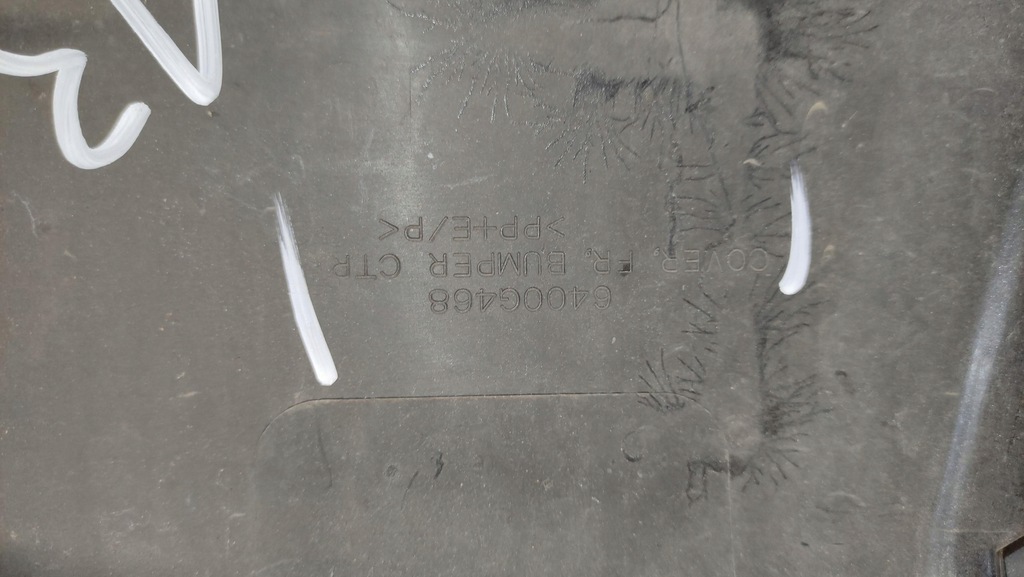 6400G468
COVER, FR, BUMPER CTR
>PP+E/P<